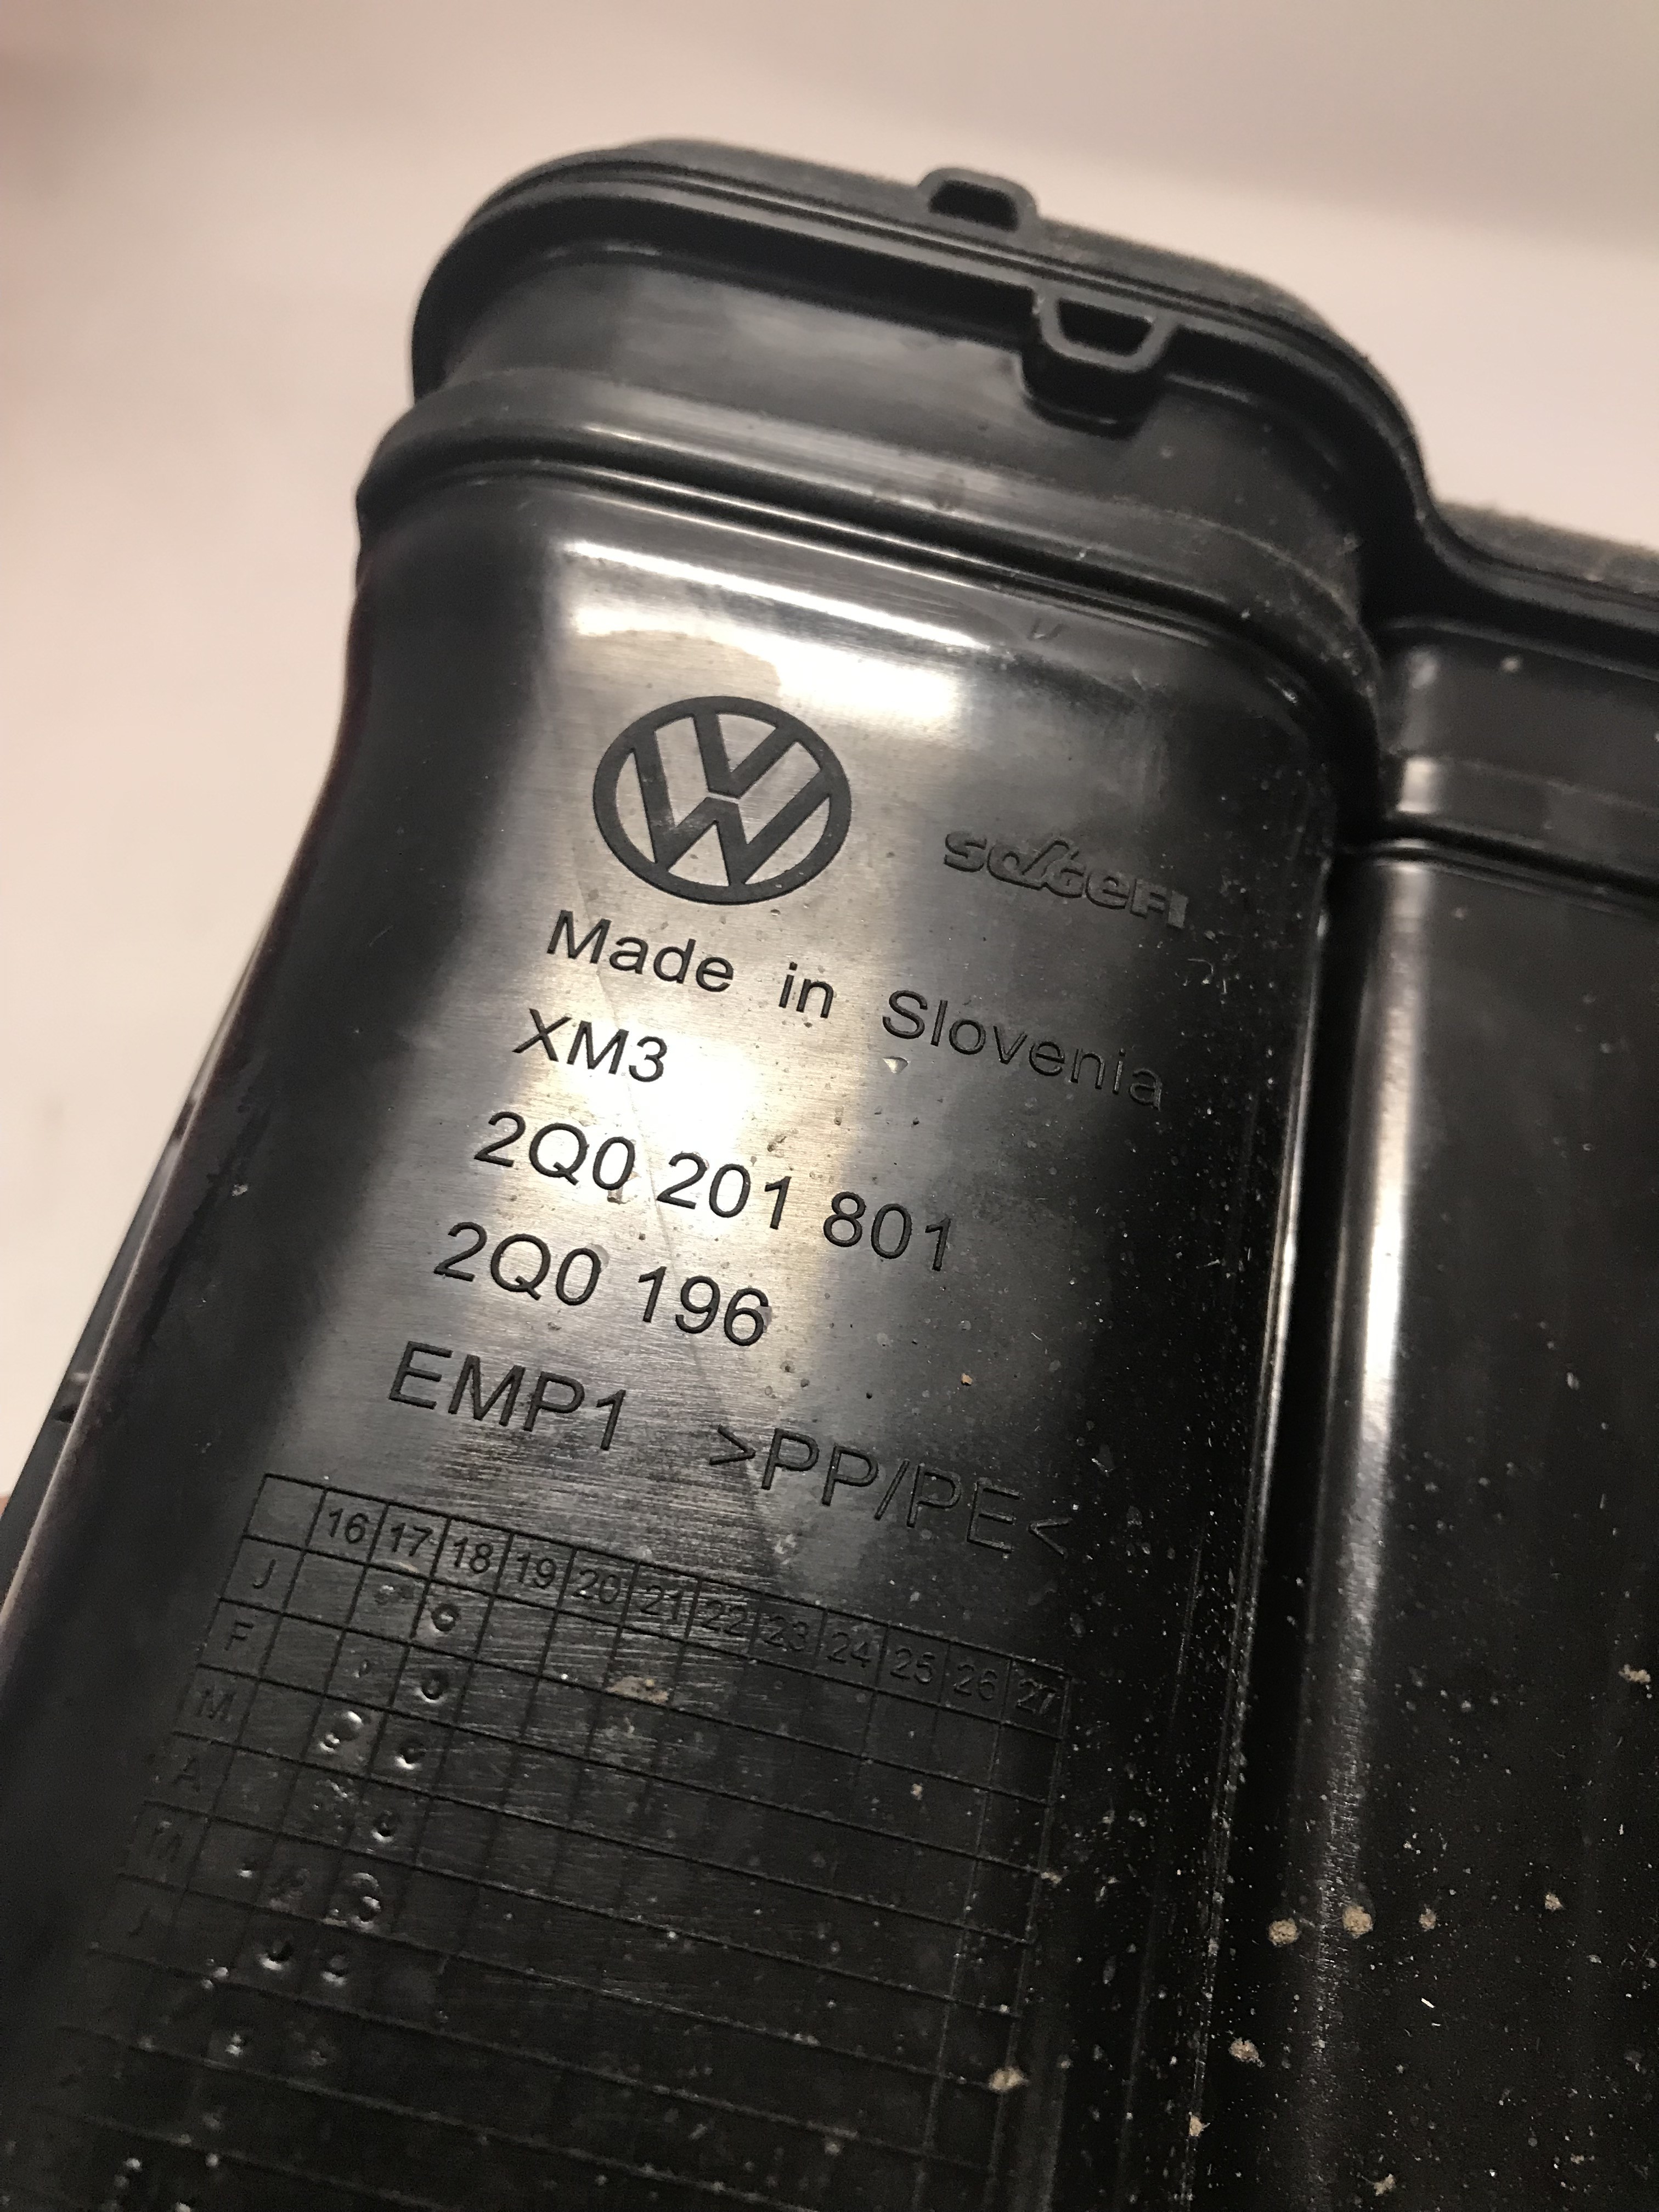 Made in Slovenia
XM3
2Q0 201 801
2Q0 196
EMP1 >PP/PE<
16 17 18 19 20 21 22 23 24 25 26 27
J
F
M
A
M
J